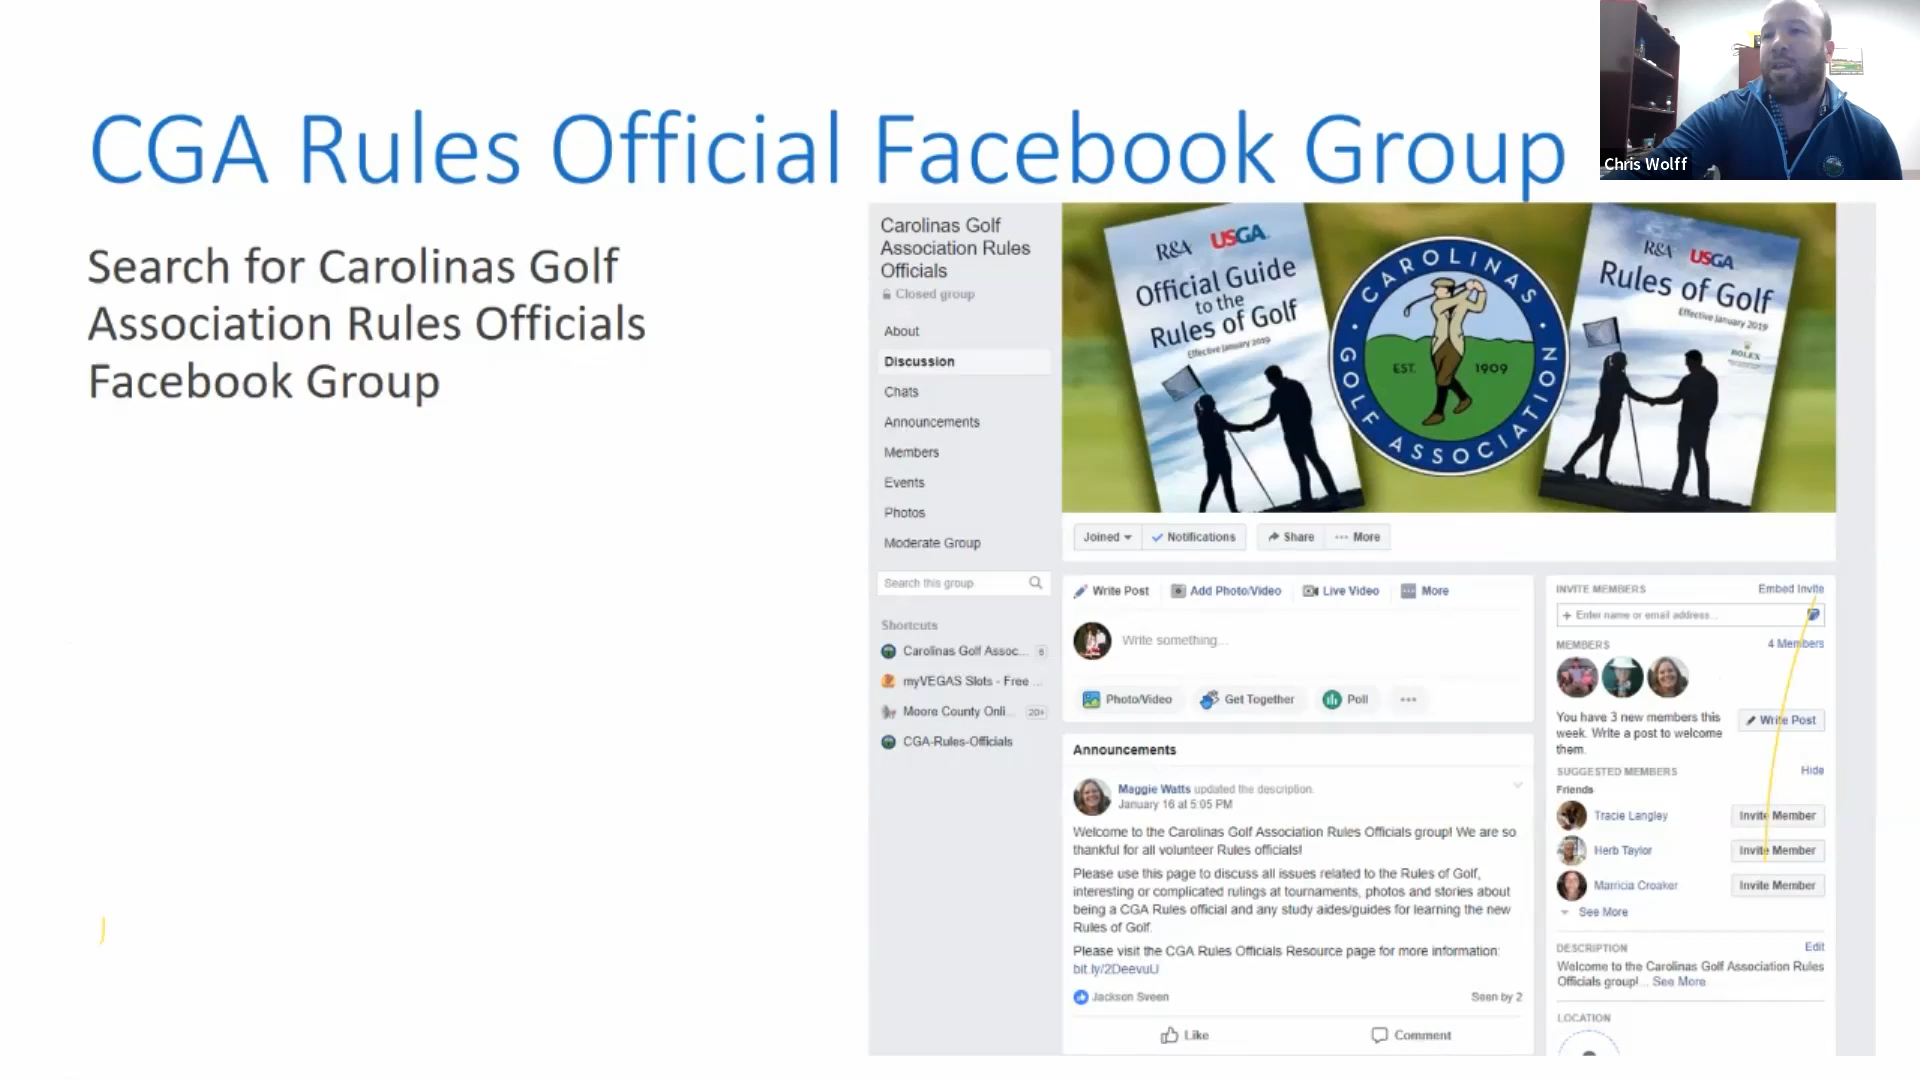 CGA Rules Official Facebook Group
Chris Wolff
Search for Carolinas Golf
Association Rules Officials
Facebook Group
Carolinas Golf
Association Rules
Officials
Closed group
About
Discussion
Chats
Announcements
Members
Events
Photos
Moderate Group
Search this group
Shortcuts
Carolinas Golf Assoc... 6
myVEGAS Slots - Free ...
Moore County Onli... 20+
CGA-Rules-Officials
R&A USGA
Official Guide
to the
Rules of Golf
Effective January 2019
CAROLINAS
GOLF ASSOCIATION
EST. 1909
R&A USGA
Rules of Golf
Effective January 2019
ROLEX
Joined Notifications Share More
Write Post Add Photo/Video Live Video More
Write something...
Photo/Video Get Together Poll
Announcements
Maggie Watts updated the description.
January 16 at 5:05 PM
Welcome to the Carolinas Golf Association Rules Officials group! We are so
thankful for all volunteer Rules officials!
Please use this page to discuss all issues related to the Rules of Golf,
interesting or complicated rulings at tournaments, photos and stories about
being a CGA Rules official and any study aides/guides for learning the new
Rules of Golf.
Please visit the CGA Rules Officials Resource page for more information:
bit.ly/2DeevuU
Jackson Sveen Seen by 2
Like Comment
INVITE MEMBERS Embed Invite
+ Enter name or email address...
MEMBERS 4 Members
You have 3 new members this
week. Write a post to welcome
them.
Write Post
SUGGESTED MEMBERS Hide
Friends
Tracie Langley Invite Member
Herb Taylor Invite Member
Marricia Croaker Invite Member
See More
DESCRIPTION Edit
Welcome to the Carolinas Golf Association Rules
Officials group!... See More
LOCATION